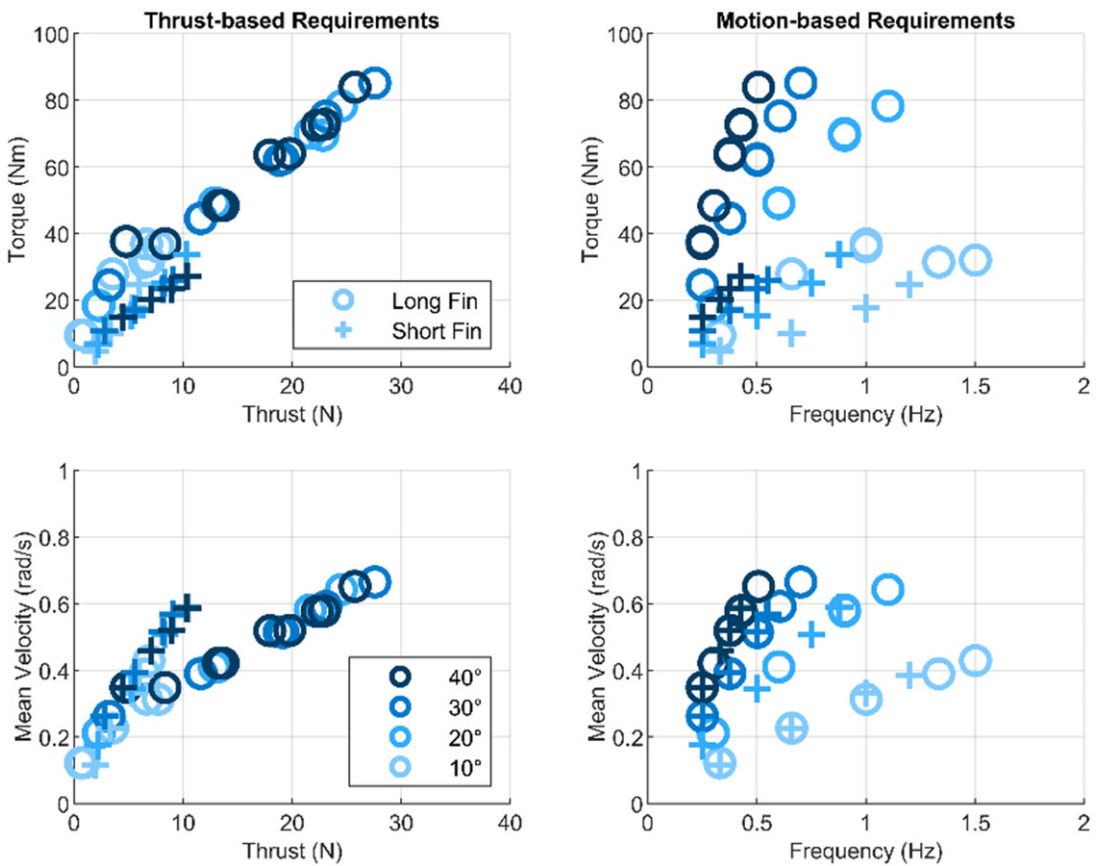 Thrust-based Requirements
100
80
60
40
20
0
Torque (Nm)
Long Fin
Short Fin
0 10 20 30 40
Thrust (N)
Motion-based Requirements
100
80
60
40
20
0
Torque (Nm)
0 0.5 1 1.5 2
Frequency (Hz)
1
0.8
0.6
0.4
0.2
0
Mean Velocity (rad/s)
40°
30°
20°
10°
0 10 20 30 40
Thrust (N)
1
0.8
0.6
0.4
0.2
0
Mean Velocity (rad/s)
0 0.5 1 1.5 2
Frequency (Hz)